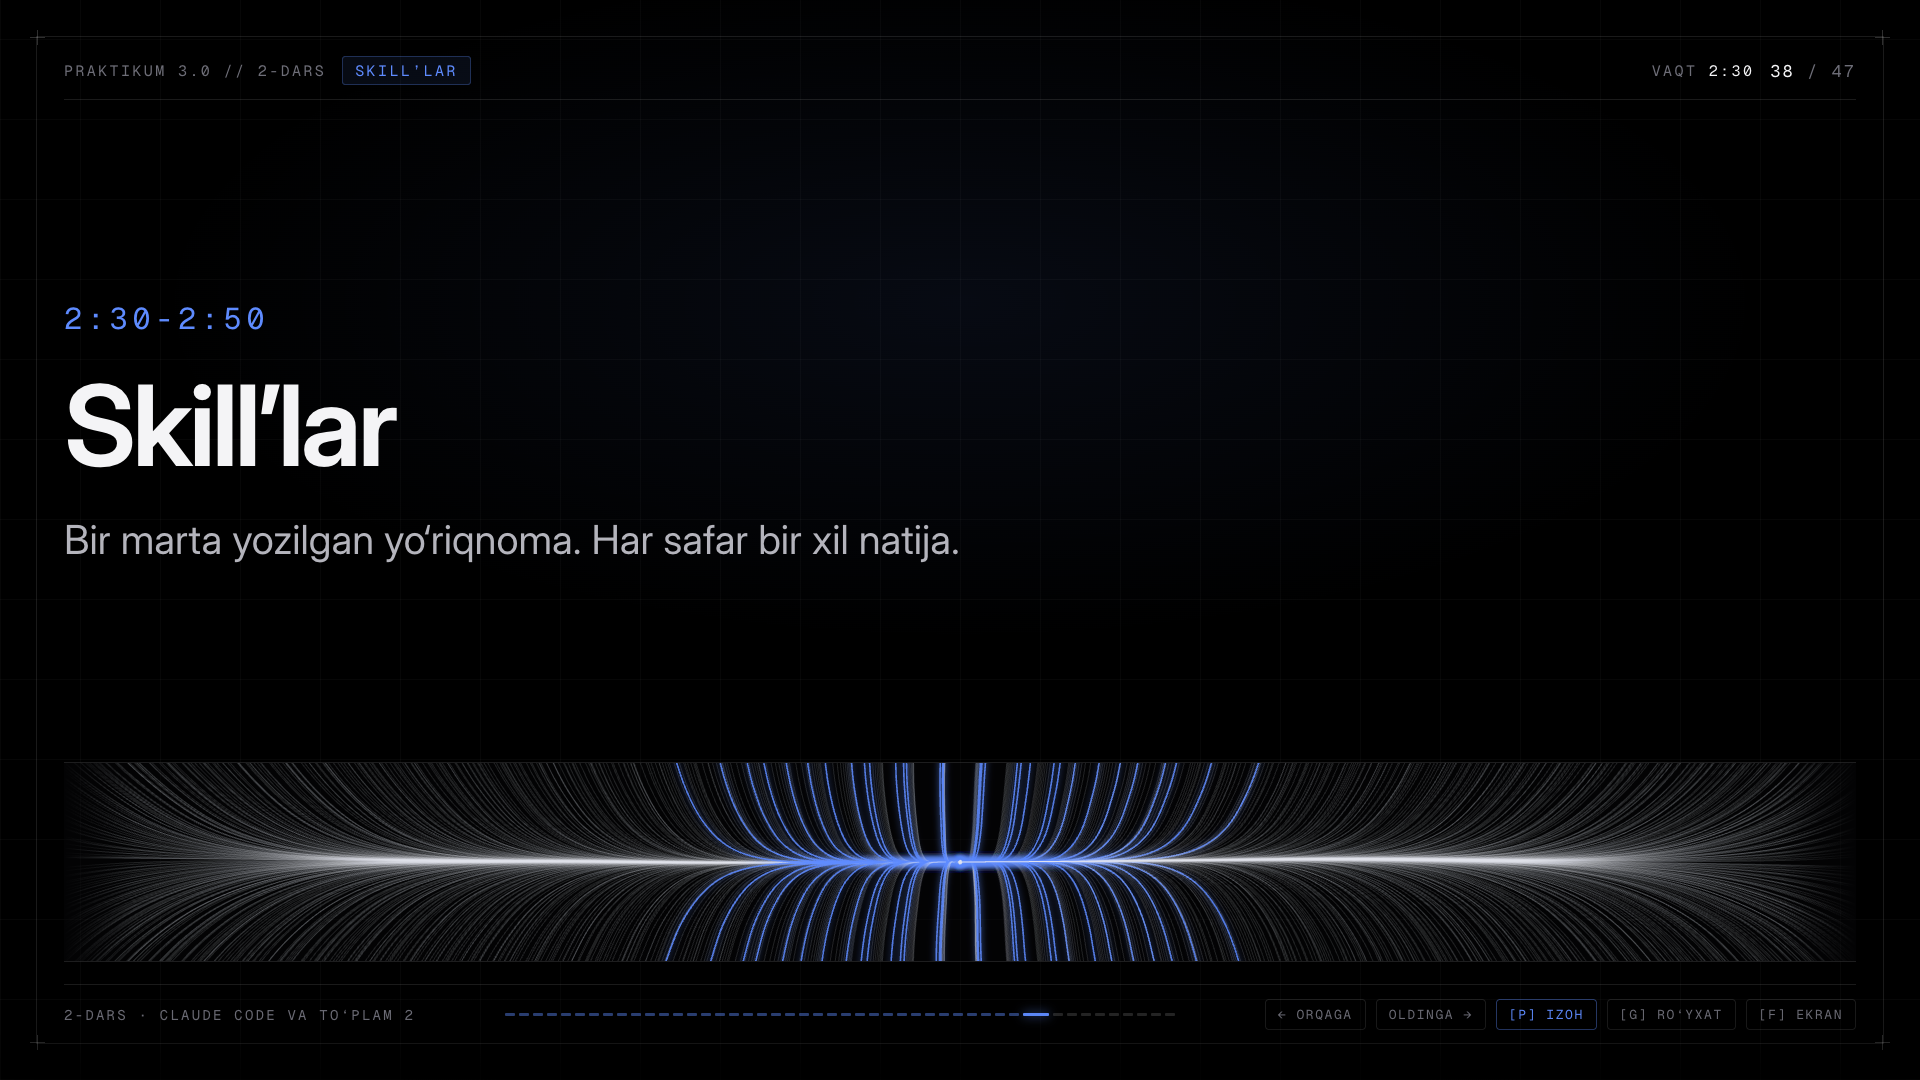 PRAKTIKUM 3.0 // 2-DARS SKILL'LAR VAQT 2:30 38 / 47
2:30-2:50
Skill’lar
Bir marta yozilgan yo‘riqnoma. Har safar bir xil natija.
2-DARS · CLAUDE CODE VA TO‘PLAM 2 ← ORQAGA OLDINGA → [P] IZOH [G] RO‘YXAT [F] EKRAN